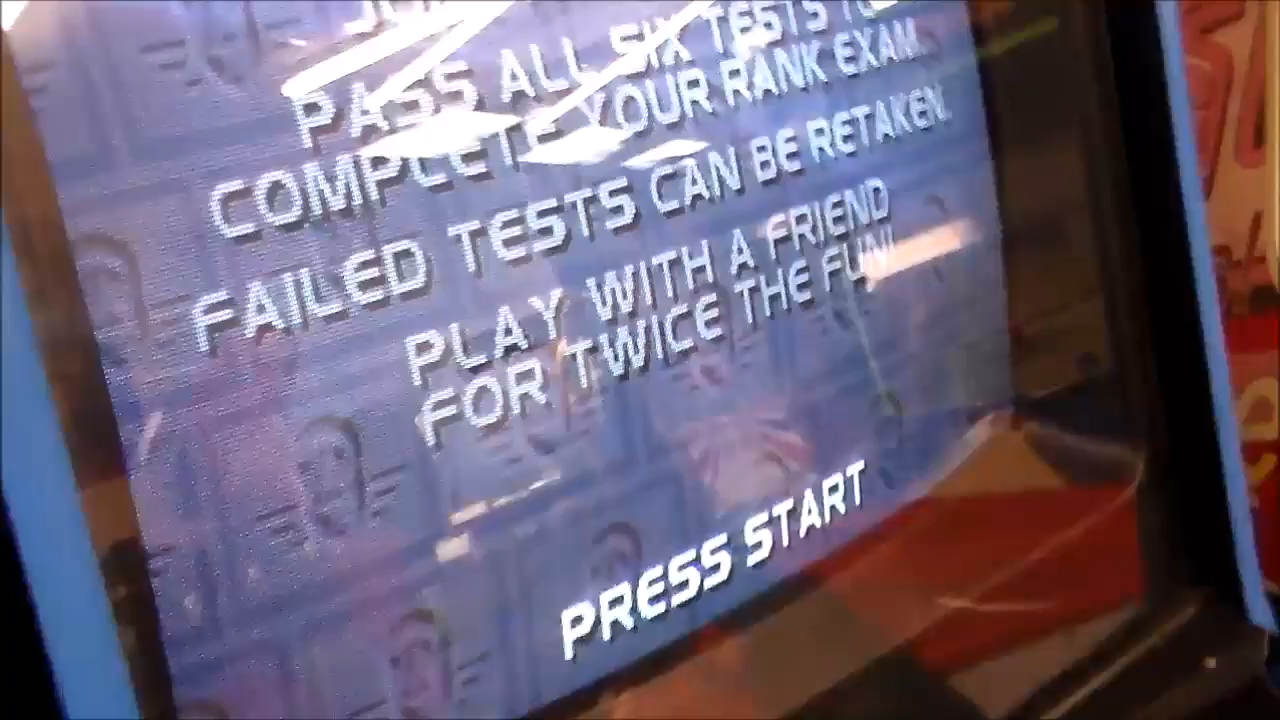 PASS ALL SIX TESTS TO
COMPLETE YOUR RANK EXAM.
FAILED TESTS CAN BE RETAKEN.
PLAY WITH A FRIEND
FOR TWICE THE FUN!
PRESS START